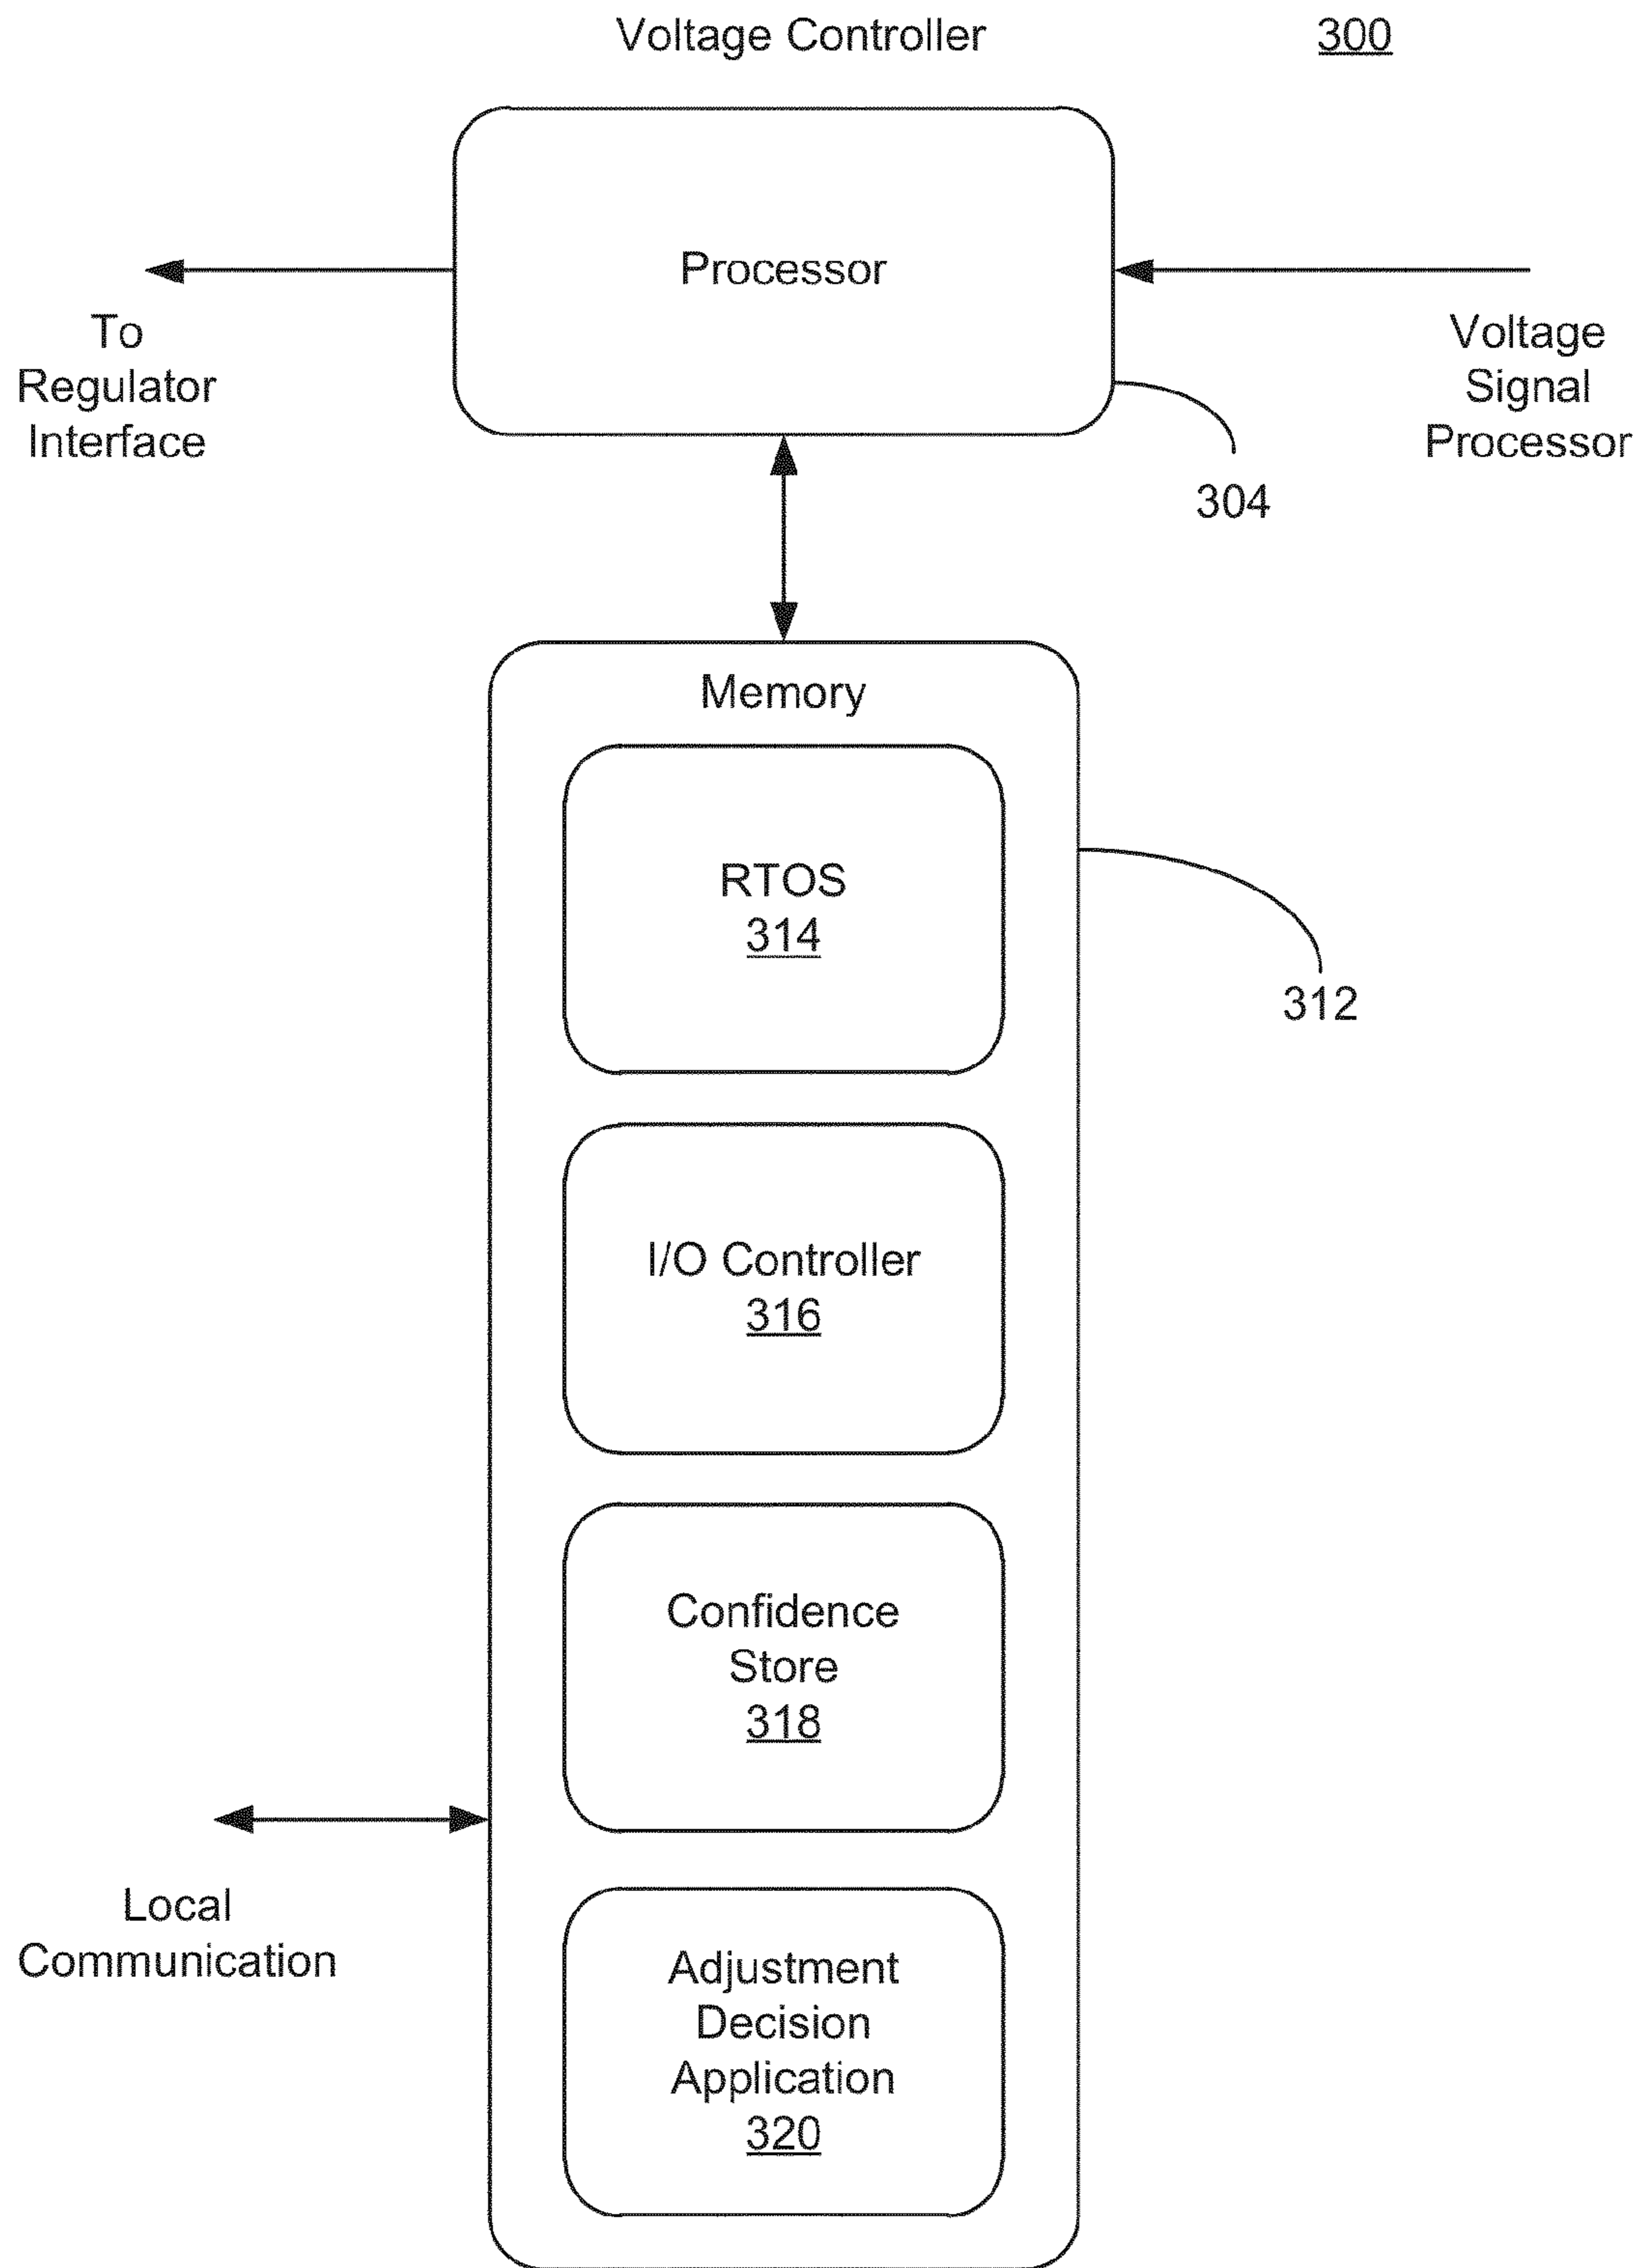 Voltage Controller
300
Processor
To
Regulator
Interface
Voltage
Signal
Processor
304
Memory
RTOS
314
312
I/O Controller
316
Confidence
Store
318
Local
Communication
Adjustment
Decision
Application
320